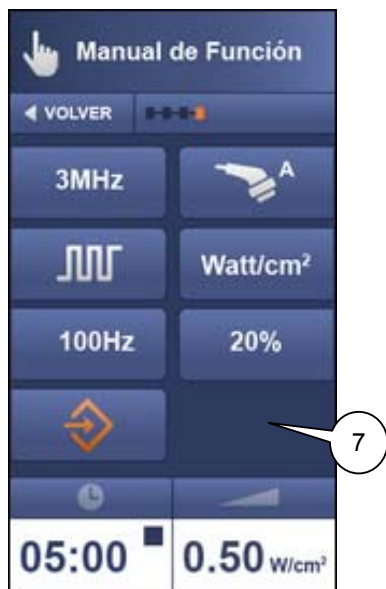 Manual de Función
VOLVER
3MHz
A
Watt/cm²
100Hz
20%
7
05:00
0.50 W/cm²